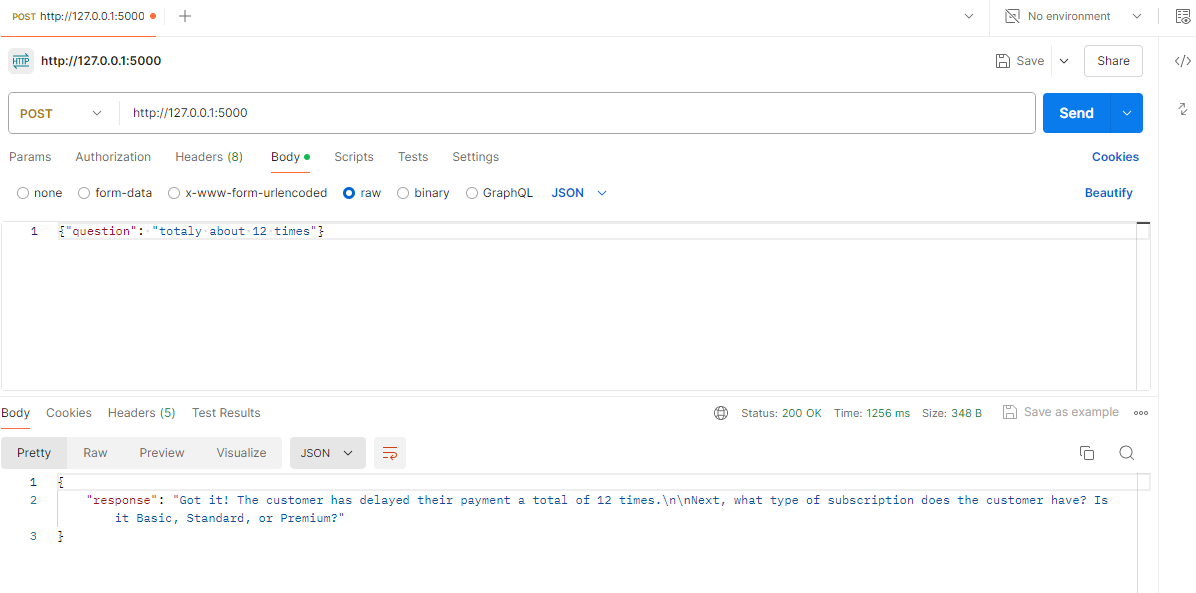 POST http://127.0.0.1:5000
No environment
HTTP http://127.0.0.1:5000
Save
Share
POST
http://127.0.0.1:5000
Send
Params Authorization Headers (8) Body Scripts Tests Settings
Cookies
none form-data x-www-form-urlencoded raw binary GraphQL JSON
Beautify
1 {"question": "totaly about 12 times"}
Body Cookies Headers (5) Test Results
Status: 200 OK Time: 1256 ms Size: 348 B
Save as example
Pretty Raw Preview Visualize JSON
1 {
2 "response": "Got it! The customer has delayed their payment a total of 12 times.\n\nNext, what type of subscription does the customer have? Is
it Basic, Standard, or Premium?"
3 }